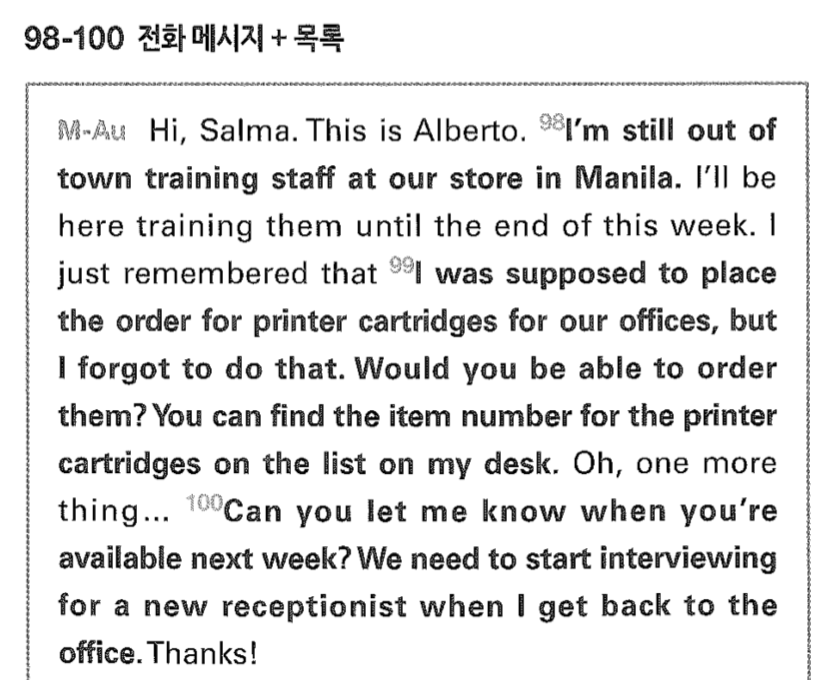 98-100 전화 메시지 + 목록
M-Au Hi, Salma. This is Alberto. 98I'm still out of
town training staff at our store in Manila. I'll be
here training them until the end of this week. I
just remembered that 99I was supposed to place
the order for printer cartridges for our offices, but
I forgot to do that. Would you be able to order
them? You can find the item number for the printer
cartridges on the list on my desk. Oh, one more
thing... 100Can you let me know when you're
available next week? We need to start interviewing
for a new receptionist when I get back to the
office. Thanks!